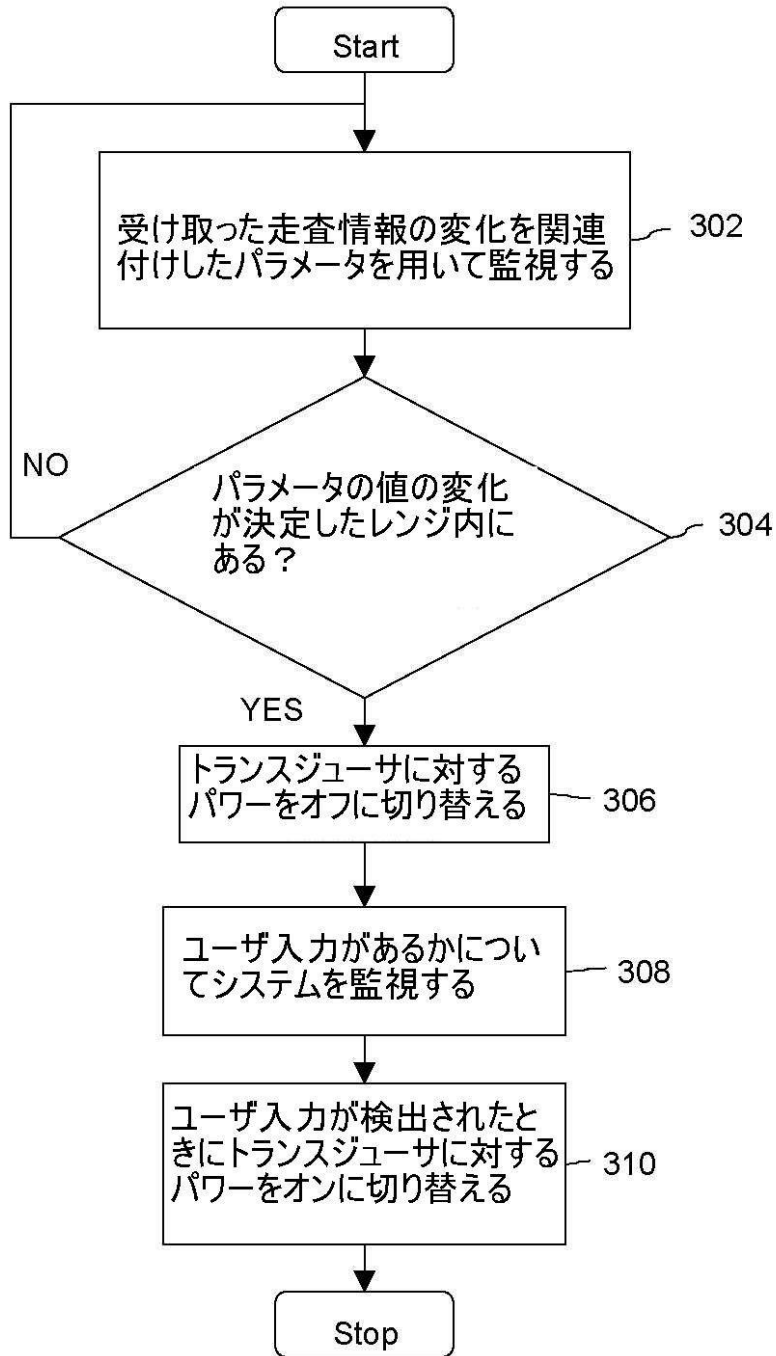 Start
受け取った走査情報の変化を関連
付けしたパラメータを用いて監視する
302
NO
パラメータの値の変化
が決定したレンジ内に
ある？
304
YES
トランスジューサに対する
パワーをオフに切り替える
306
ユーザ入力があるかについ
てシステムを監視する
308
ユーザ入力が検出されたと
きにトランスジューサに対する
パワーをオンに切り替える
310
Stop